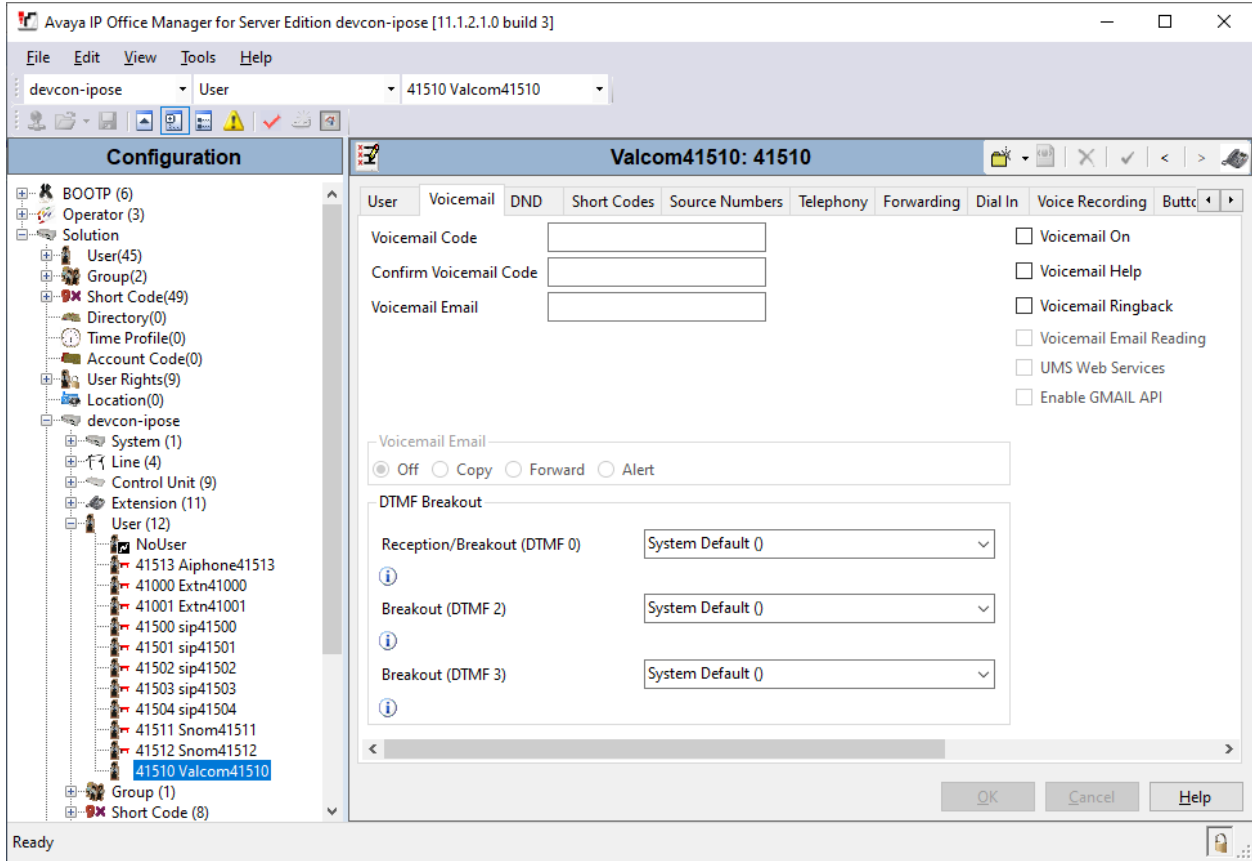 Avaya IP Office Manager for Server Edition devcon-ipose [11.1.2.1.0 build 3]
File Edit View Tools Help
devcon-ipose User 41510 Valcom41510
Configuration
BOOTP (6)
Operator (3)
Solution
User(45)
Group(2)
Short Code(49)
Directory(0)
Time Profile(0)
Account Code(0)
User Rights(9)
Location(0)
devcon-ipose
System (1)
Line (4)
Control Unit (9)
Extension (11)
User (12)
NoUser
41513 Aiphone41513
41000 Extn41000
41001 Extn41001
41500 sip41500
41501 sip41501
41502 sip41502
41503 sip41503
41504 sip41504
41511 Snom41511
41512 Snom41512
41510 Valcom41510
Group (1)
Short Code (8)
Valcom41510: 41510
User Voicemail DND Short Codes Source Numbers Telephony Forwarding Dial In Voice Recording Buttc
Voicemail Code
Confirm Voicemail Code
Voicemail Email
Voicemail On
Voicemail Help
Voicemail Ringback
Voicemail Email Reading
UMS Web Services
Enable GMAIL API
Voicemail Email
Off Copy Forward Alert
DTMF Breakout
Reception/Breakout (DTMF 0) System Default ()
Breakout (DTMF 2) System Default ()
Breakout (DTMF 3) System Default ()
OK Cancel Help
Ready